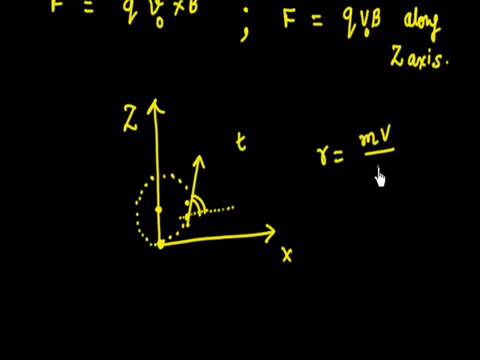 F = q v₀ × B ; F = q v₀ B along
Z axis.
Z
t
r = mv
x